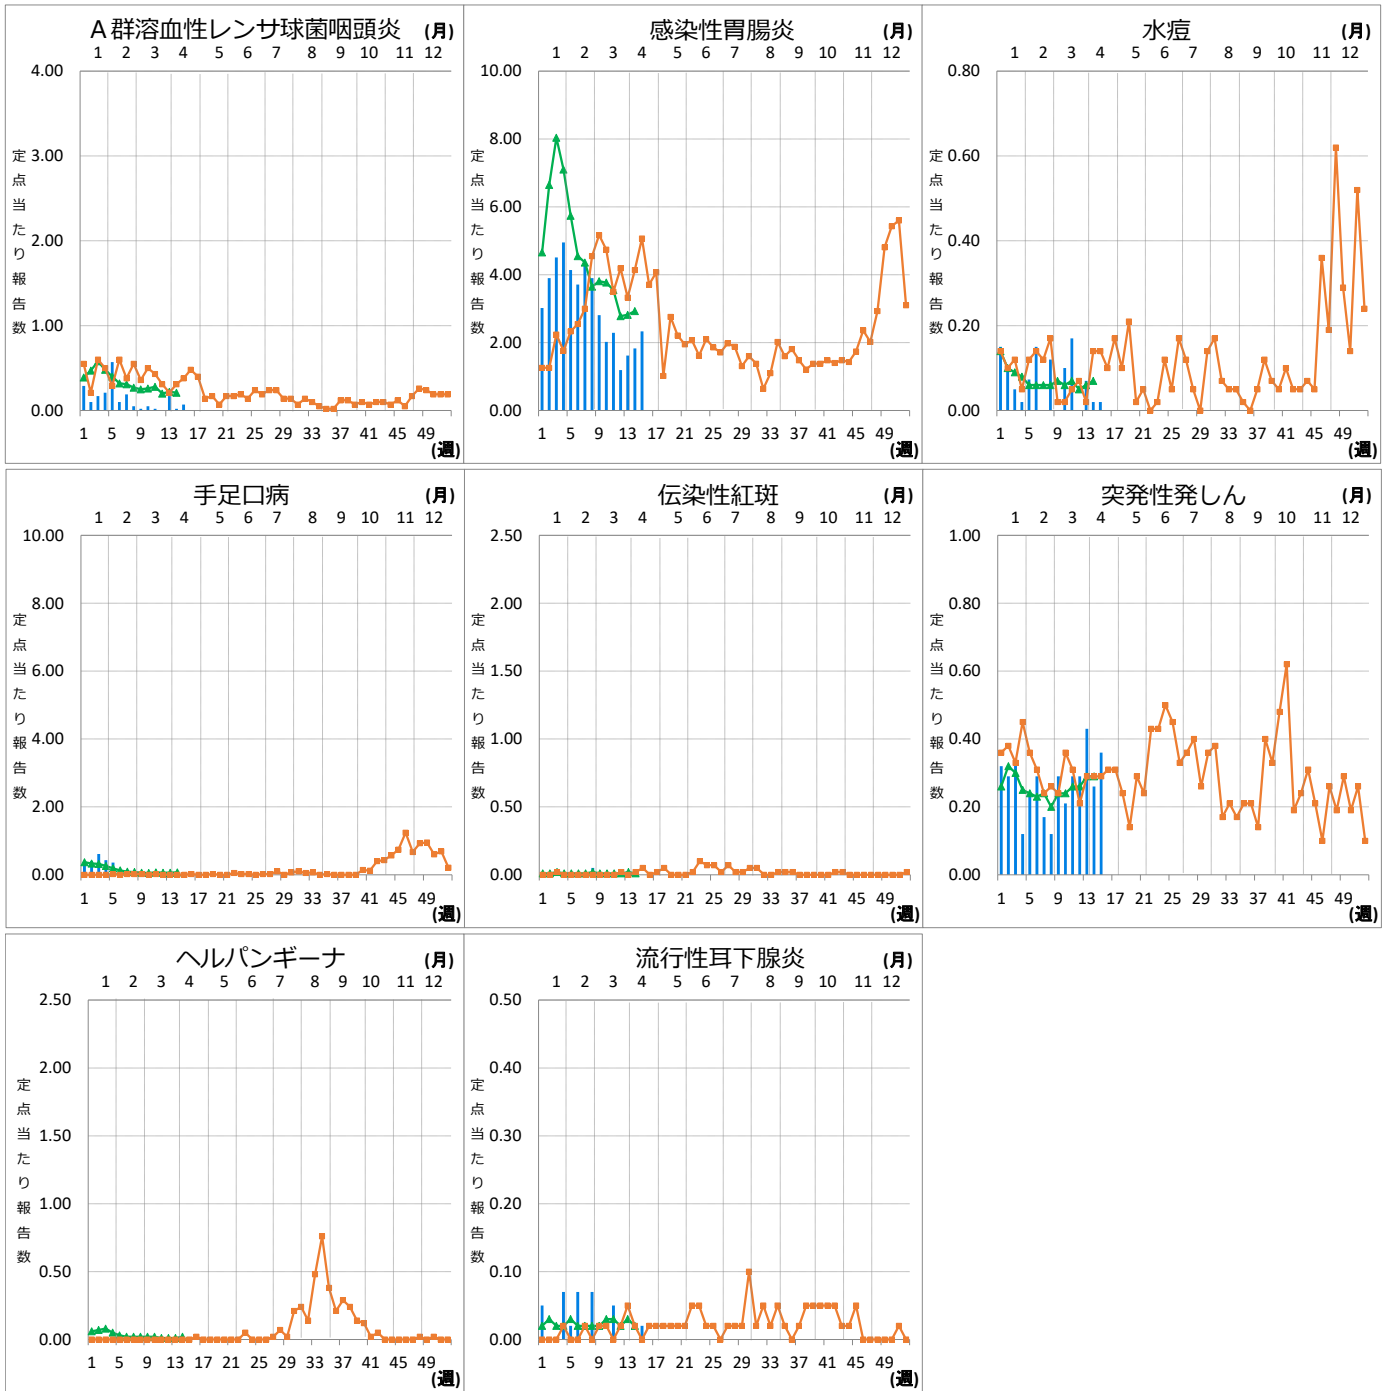 A群溶血性レンサ球菌咽頭炎 (月)
1 2 3 4 5 6 7 8 9 10 11 12
4.00
3.00
2.00
1.00
0.00
定点当たり報告数
1 5 9 13 17 21 25 29 33 37 41 45 49
(週)
感染性胃腸炎 (月)
1 2 3 4 5 6 7 8 9 10 11 12
10.00
8.00
6.00
4.00
2.00
0.00
定点当たり報告数
1 5 9 13 17 21 25 29 33 37 41 45 49
(週)
水痘 (月)
1 2 3 4 5 6 7 8 9 10 11 12
0.80
0.60
0.40
0.20
0.00
定点当たり報告数
1 5 9 13 17 21 25 29 33 37 41 45 49
(週)
手足口病 (月)
1 2 3 4 5 6 7 8 9 10 11 12
10.00
8.00
6.00
4.00
2.00
0.00
定点当たり報告数
1 5 9 13 17 21 25 29 33 37 41 45 49
(週)
伝染性紅斑 (月)
1 2 3 4 5 6 7 8 9 10 11 12
2.50
2.00
1.50
1.00
0.50
0.00
定点当たり報告数
1 5 9 13 17 21 25 29 33 37 41 45 49
(週)
突発性発しん (月)
1 2 3 4 5 6 7 8 9 10 11 12
1.00
0.80
0.60
0.40
0.20
0.00
定点当たり報告数
1 5 9 13 17 21 25 29 33 37 41 45 49
(週)
ヘルパンギーナ (月)
1 2 3 4 5 6 7 8 9 10 11 12
2.50
2.00
1.50
1.00
0.50
0.00
定点当たり報告数
1 5 9 13 17 21 25 29 33 37 41 45 49
(週)
流行性耳下腺炎 (月)
1 2 3 4 5 6 7 8 9 10 11 12
0.50
0.40
0.30
0.20
0.10
0.00
定点当たり報告数
1 5 9 13 17 21 25 29 33 37 41 45 49
(週)